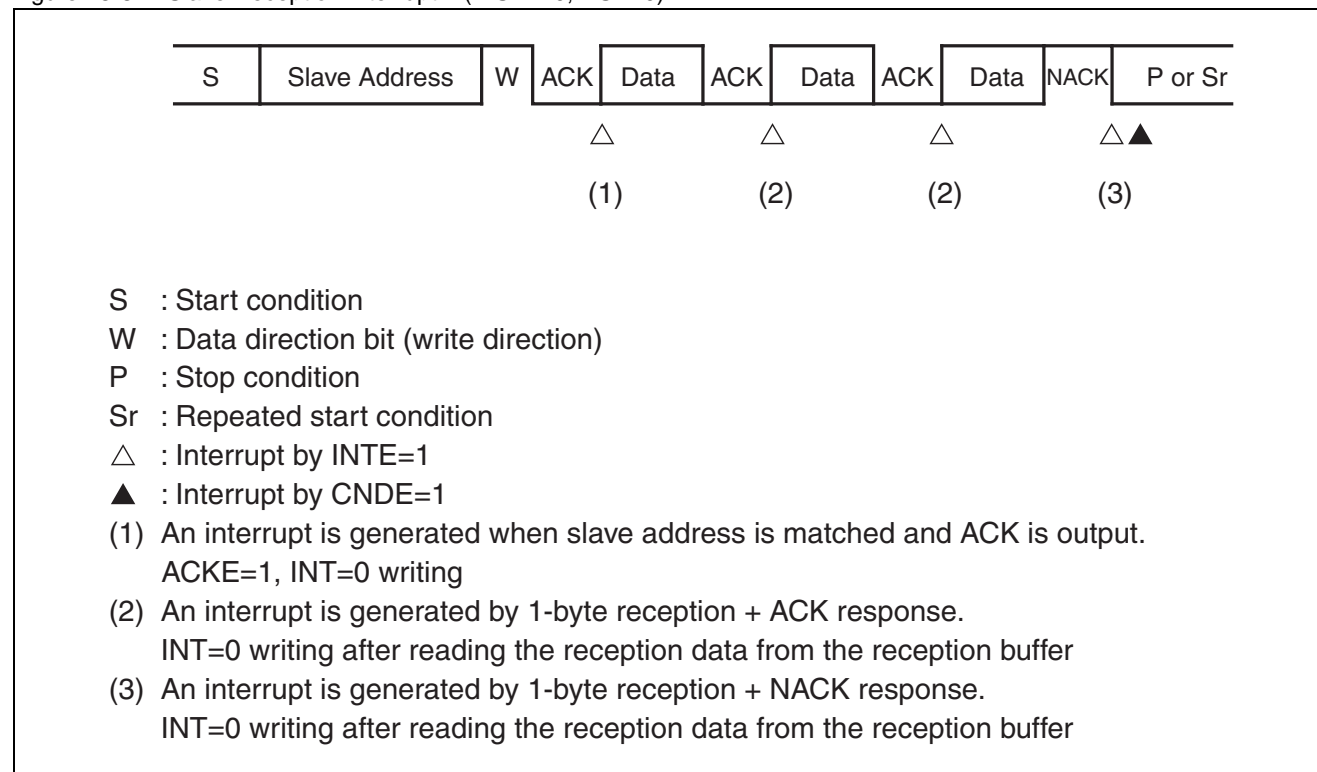 S Slave Address W ACK Data ACK Data ACK Data NACK P or Sr
△ △ △ △▲
(1) (2) (2) (3)
S : Start condition
W : Data direction bit (write direction)
P : Stop condition
Sr : Repeated start condition
△ : Interrupt by INTE=1
▲ : Interrupt by CNDE=1
(1) An interrupt is generated when slave address is matched and ACK is output.
ACKE=1, INT=0 writing
(2) An interrupt is generated by 1-byte reception + ACK response.
INT=0 writing after reading the reception data from the reception buffer
(3) An interrupt is generated by 1-byte reception + NACK response.
INT=0 writing after reading the reception data from the reception buffer